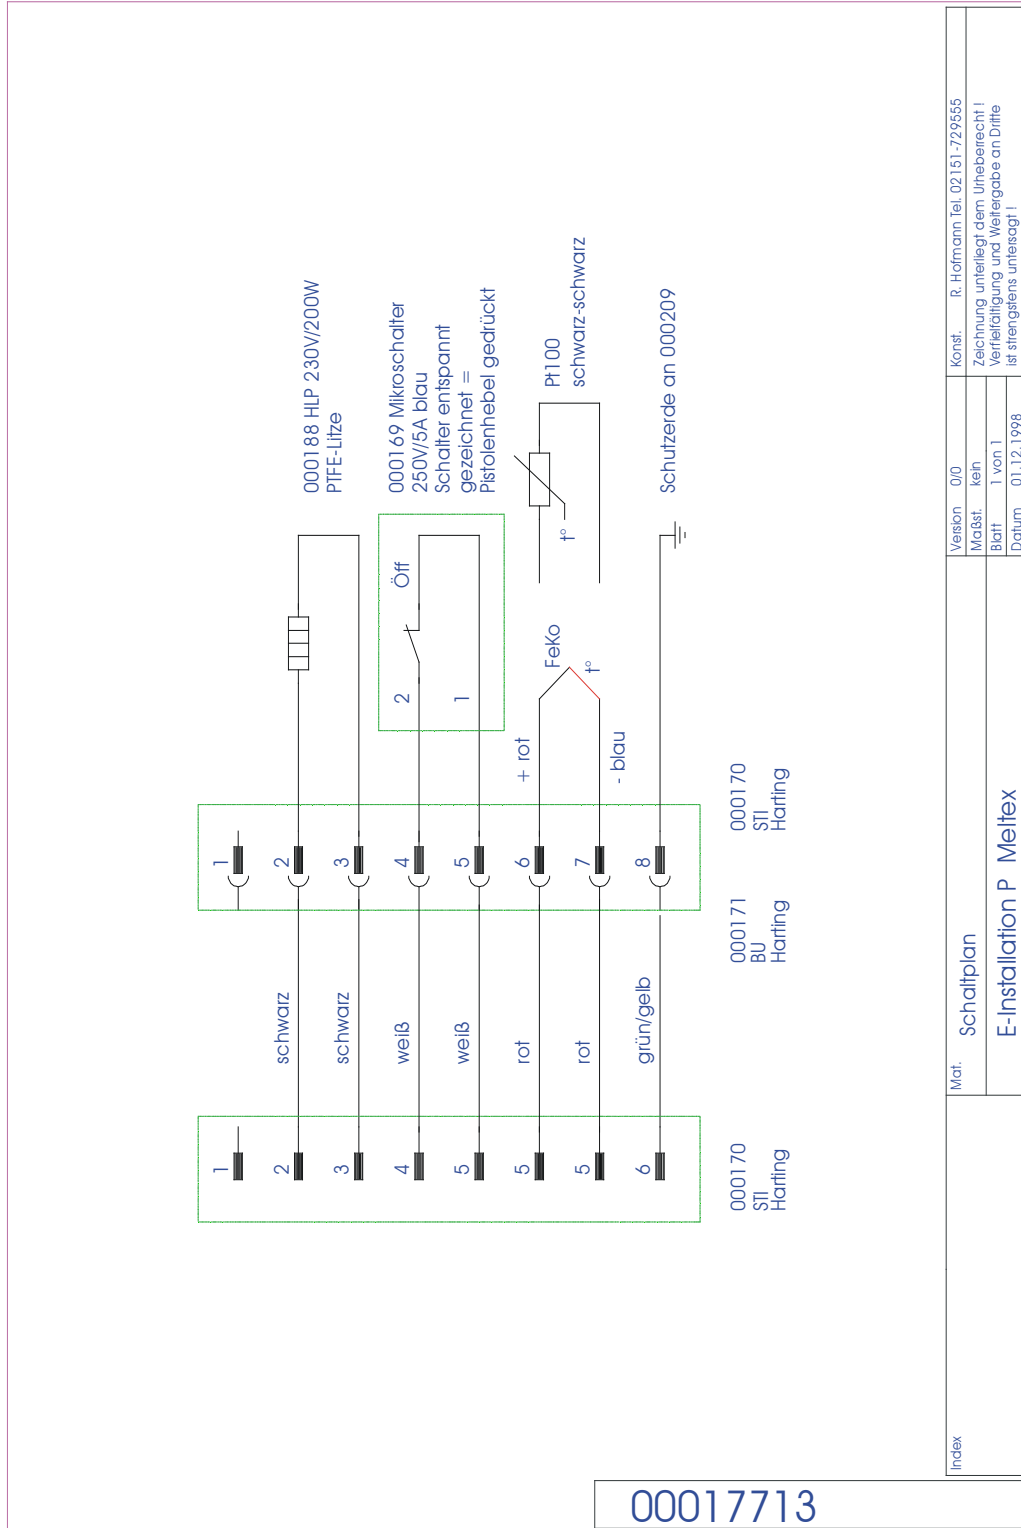 000188 HLP 230V/200W
PTFE-Litze
000169 Mikroschalter
250V/5A blau
Schalter entspannt
gezeichnet =
Pistolenhebel gedrückt
Pt100
schwarz-schwarz
Schutzerde an 000209
Öff
2
1
t°
FeKo
t°
+ rot
- blau
1
2
3
4
5
6
7
8
000170
STI
Harting
000171
BU
Harting
schwarz
schwarz
weiß
weiß
rot
rot
grün/gelb
1
2
3
4
5
5
5
6
000170
STI
Harting
Index
Mat.
Schaltplan
E-Installation P Meltex
Version 0/0
Maßst. kein
Blatt 1 von 1
Datum 01.12.1998
Konst. R. Hofmann Tel. 02151-729555
Zeichnung unterliegt dem Urheberrecht !
Verfielfältigung und Weitergabe an Dritte
ist strengstens untersagt !
00017713